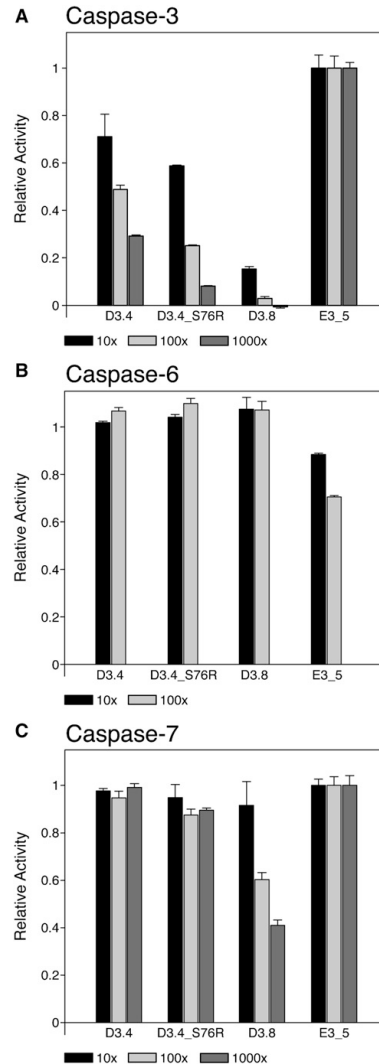 A Caspase-3
Relative Activity
1
0.8
0.6
0.4
0.2
0
D3.4 D3.4_S76R D3.8 E3_5
10x 100x 1000x
B Caspase-6
Relative Activity
1
0.8
0.6
0.4
0.2
0
D3.4 D3.4_S76R D3.8 E3_5
10x 100x
C Caspase-7
Relative Activity
1
0.8
0.6
0.4
0.2
0
D3.4 D3.4_S76R D3.8 E3_5
10x 100x 1000x